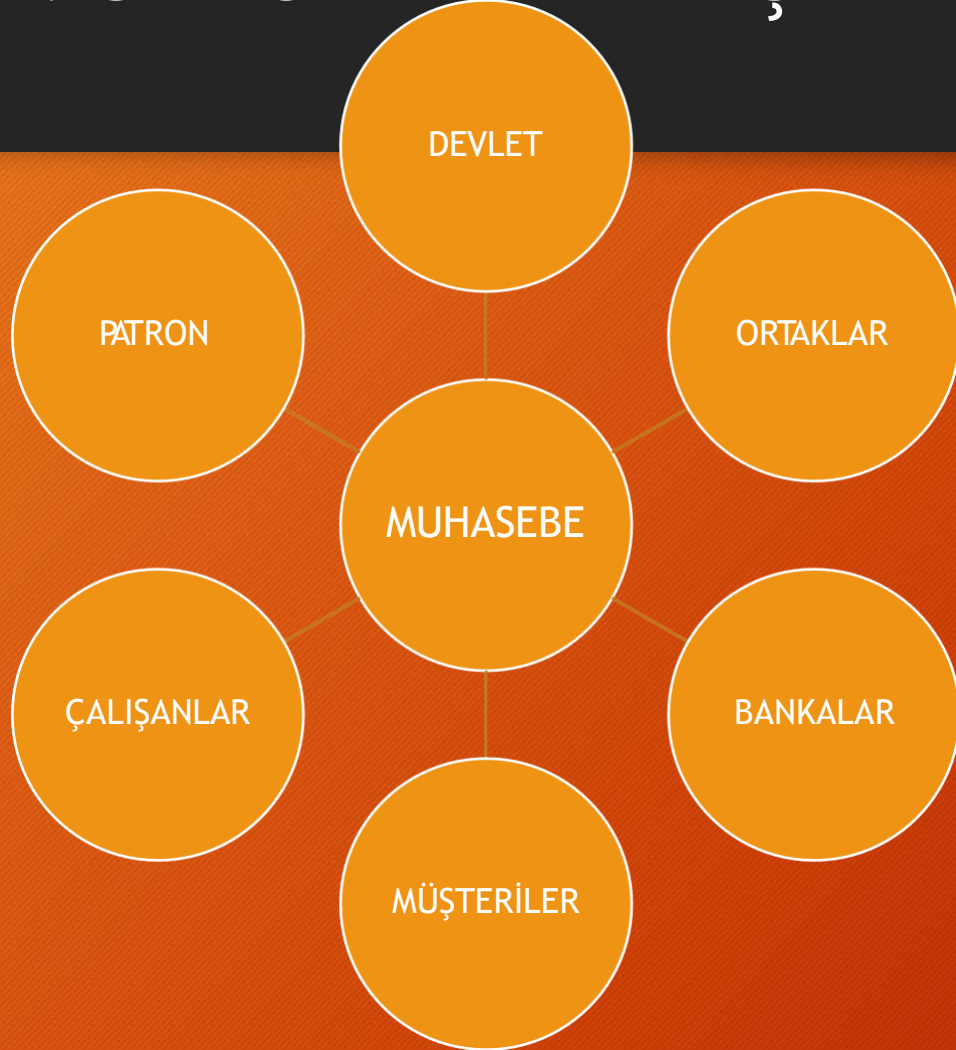 DEVLET
PATRON
ORTAKLAR
MUHASEBE
ÇALIŞANLAR
BANKALAR
MÜŞTERİLER